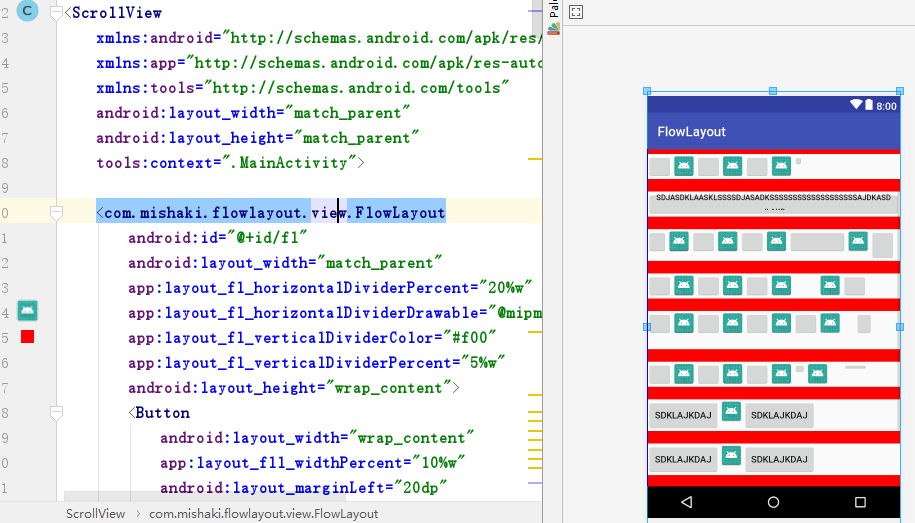 2 C <ScrollView
3 xmlns:android="http://schemas.android.com/apk/res/
4 xmlns:app="http://schemas.android.com/apk/res-auto
5 xmlns:tools="http://schemas.android.com/tools"
6 android:layout_width="match_parent"
7 android:layout_height="match_parent"
8 tools:context=".MainActivity">
9
0 <com.mishaki.flowlayout.view.FlowLayout
1 android:id="@+id/fl"
2 android:layout_width="match_parent"
3 app:layout_fl_horizontalDividerPercent="20%w"
4 app:layout_fl_horizontalDividerDrawable="@mipm
5 app:layout_fl_verticalDividerColor="#f00"
6 app:layout_fl_verticalDividerPercent="5%w"
7 android:layout_height="wrap_content">
8 <Button
9 android:layout_width="wrap_content"
0 app:layout_fll_widthPercent="10%w"
1 android:layout_marginLeft="20dp"
ScrollView › com.mishaki.flowlayout.view.FlowLayout
Pale
8:00
FlowLayout
SDKLAJKDAJ SDKLAJKDAJ
SDKLAJKDAJ SDKLAJKDAJ